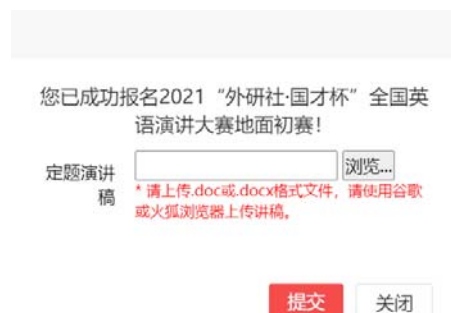 您已成功报名2021“外研社·国才杯”全国英
语演讲大赛地面初赛！
定题演讲
稿
浏览...
* 请上传.doc或.docx格式文件，请使用谷歌
或火狐浏览器上传讲稿。
提交 关闭